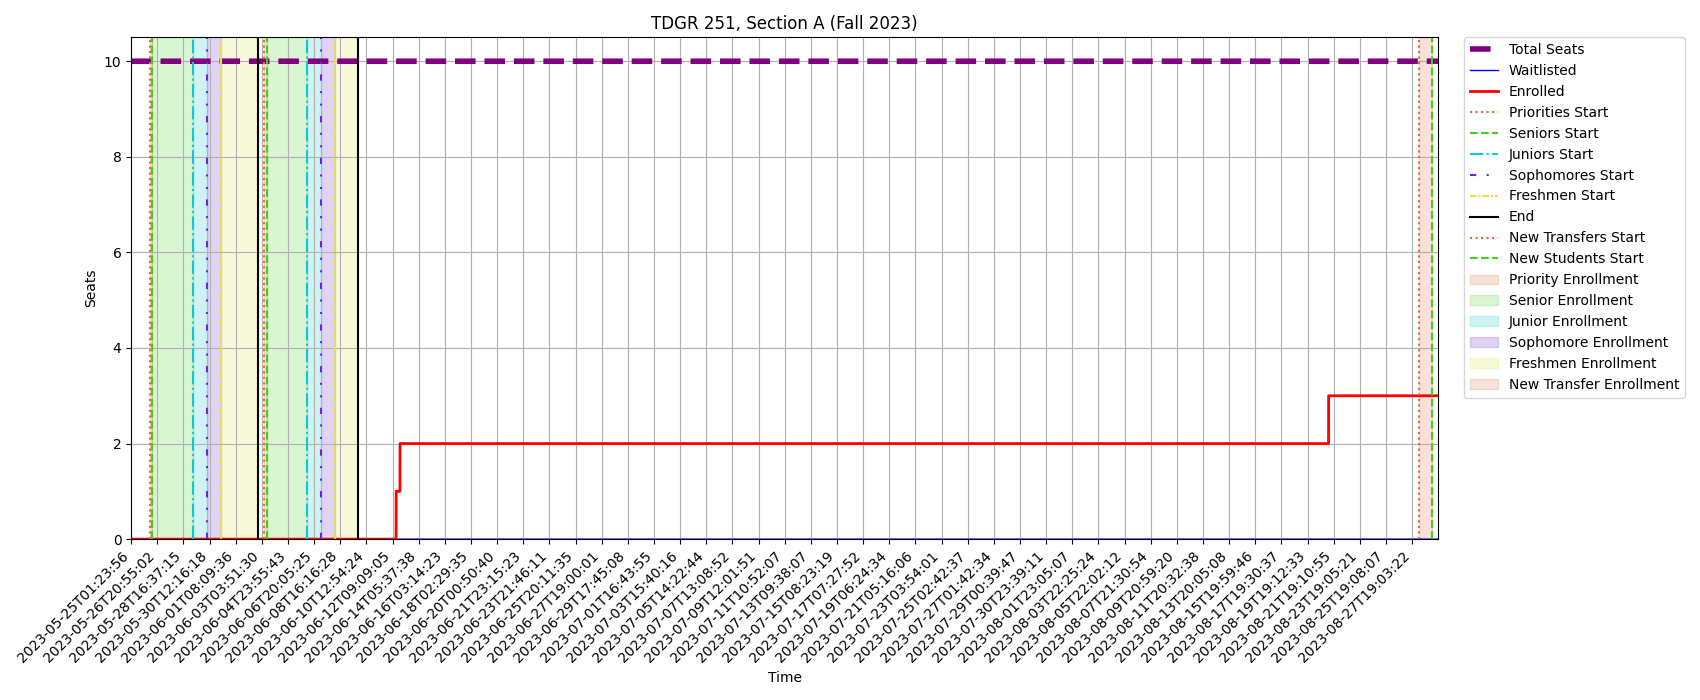 TDGR 251, Section A (Fall 2023)
10
8
6
4
2
0
Seats
2023-05-25T01:23:56
2023-05-26T20:55:02
2023-05-28T16:37:15
2023-05-30T12:16:18
2023-06-01T08:09:36
2023-06-03T03:51:30
2023-06-04T23:55:43
2023-06-06T20:05:25
2023-06-08T16:16:28
2023-06-10T12:54:24
2023-06-12T09:09:05
2023-06-14T05:37:38
2023-06-16T03:14:23
2023-06-18T02:29:35
2023-06-20T00:50:40
2023-06-21T23:15:23
2023-06-23T21:46:11
2023-06-25T20:11:35
2023-06-27T19:00:01
2023-06-29T17:45:08
2023-07-01T16:43:55
2023-07-03T15:40:16
2023-07-05T14:22:44
2023-07-07T13:08:52
2023-07-09T12:01:51
2023-07-11T10:52:07
2023-07-13T09:38:07
2023-07-15T08:23:19
2023-07-17T07:27:52
2023-07-19T06:24:34
2023-07-21T05:16:06
2023-07-23T03:54:01
2023-07-25T02:42:37
2023-07-27T01:42:34
2023-07-29T00:39:47
2023-07-30T23:39:11
2023-08-01T23:05:07
2023-08-03T22:25:24
2023-08-05T22:02:12
2023-08-07T21:30:54
2023-08-09T20:59:20
2023-08-11T20:32:38
2023-08-13T20:05:08
2023-08-15T19:59:46
2023-08-17T19:30:37
2023-08-19T19:12:33
2023-08-21T19:10:55
2023-08-23T19:05:21
2023-08-25T19:08:07
2023-08-27T19:03:22
Time
Total Seats
Waitlisted
Enrolled
Priorities Start
Seniors Start
Juniors Start
Sophomores Start
Freshmen Start
End
New Transfers Start
New Students Start
Priority Enrollment
Senior Enrollment
Junior Enrollment
Sophomore Enrollment
Freshmen Enrollment
New Transfer Enrollment